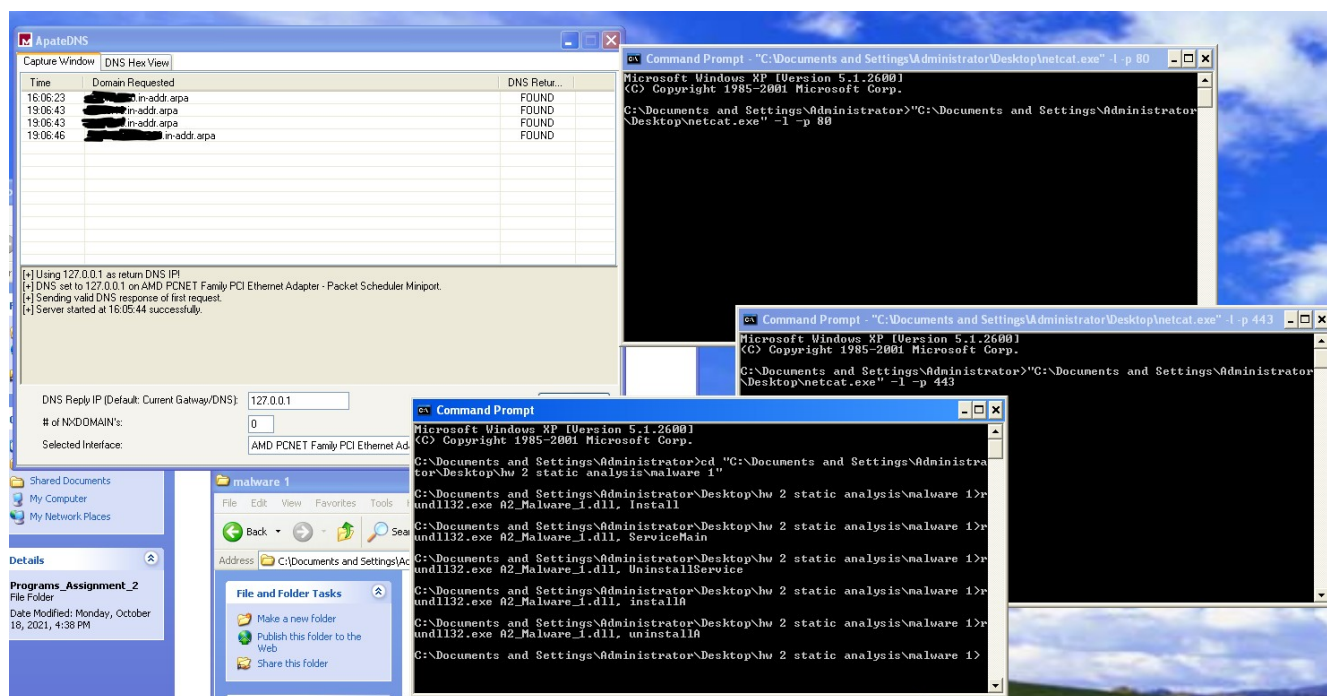 ApateDNS
Capture Window DNS Hex View
Time Domain Requested DNS Retur...
16:06:23 .in-addr.arpa FOUND
19:06:43 in-addr.arpa FOUND
19:06:43 .in-addr.arpa FOUND
19:06:46 .in-addr.arpa FOUND
[+] Using 127.0.0.1 as return DNS IP!
[+] DNS set to 127.0.0.1 on AMD PCNET Family PCI Ethernet Adapter - Packet Scheduler Miniport.
[+] Sending valid DNS response of first request.
[+] Server started at 16:05:44 successfully.
DNS Reply IP (Default: Current Gatway/DNS): 127.0.0.1
# of NXDOMAIN's: 0
Selected Interface: AMD PCNET Family PCI Ethernet Ad
Command Prompt - "C:\Documents and Settings\Administrator\Desktop\netcat.exe" -l -p 80
Microsoft Windows XP [Version 5.1.2600]
(C) Copyright 1985-2001 Microsoft Corp.
C:\Documents and Settings\Administrator>"C:\Documents and Settings\Administrator
\Desktop\netcat.exe" -l -p 80
Command Prompt - "C:\Documents and Settings\Administrator\Desktop\netcat.exe" -l -p 443
Microsoft Windows XP [Version 5.1.2600]
(C) Copyright 1985-2001 Microsoft Corp.
C:\Documents and Settings\Administrator>"C:\Documents and Settings\Administrator
\Desktop\netcat.exe" -l -p 443
Command Prompt
Microsoft Windows XP [Version 5.1.2600]
(C) Copyright 1985-2001 Microsoft Corp.
C:\Documents and Settings\Administrator>cd "C:\Documents and Settings\Administra
tor\Desktop\hw 2 static analysis\malware 1"
C:\Documents and Settings\Administrator\Desktop\hw 2 static analysis\malware 1>r
undll32.exe A2_Malware_1.dll, Install
C:\Documents and Settings\Administrator\Desktop\hw 2 static analysis\malware 1>r
undll32.exe A2_Malware_1.dll, ServiceMain
C:\Documents and Settings\Administrator\Desktop\hw 2 static analysis\malware 1>r
undll32.exe A2_Malware_1.dll, UninstallService
C:\Documents and Settings\Administrator\Desktop\hw 2 static analysis\malware 1>r
undll32.exe A2_Malware_1.dll, installA
C:\Documents and Settings\Administrator\Desktop\hw 2 static analysis\malware 1>r
undll32.exe A2_Malware_1.dll, uninstallA
C:\Documents and Settings\Administrator\Desktop\hw 2 static analysis\malware 1>
Shared Documents
My Computer
My Network Places
Details
Programs_Assignment_2
File Folder
Date Modified: Monday, October
18, 2021, 4:38 PM
malware 1
File Edit View Favorites Tools
Back Sear
Address C:\Documents and Settings\Ac
File and Folder Tasks
Make a new folder
Publish this folder to the
Web
Share this folder